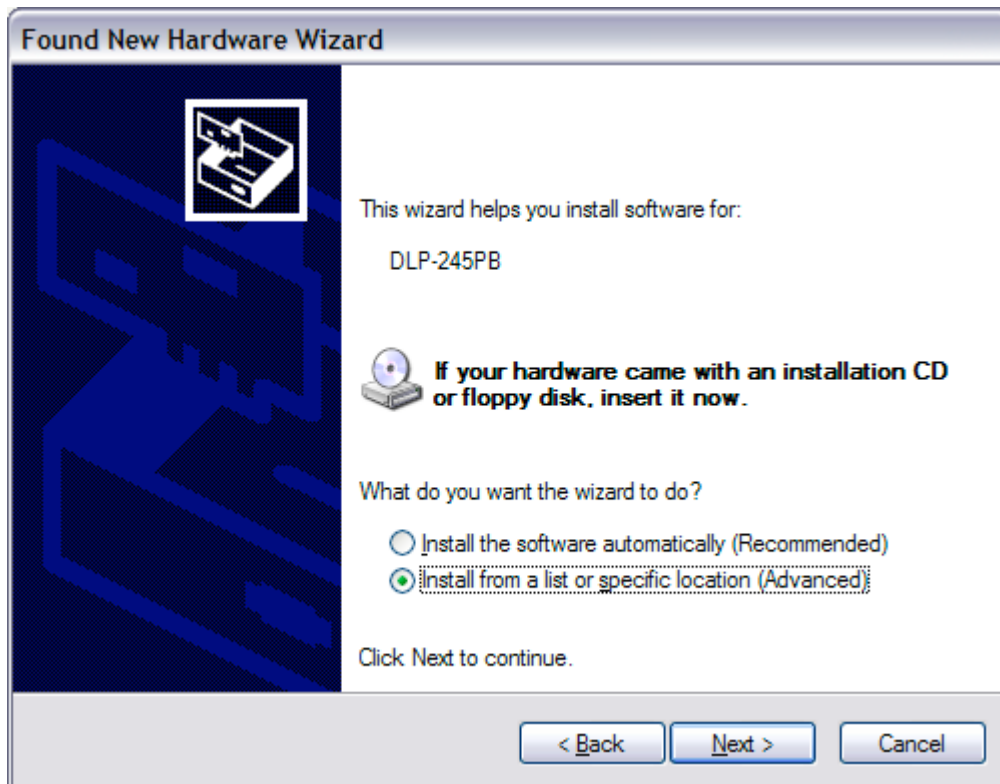 Found New Hardware Wizard
This wizard helps you install software for:
DLP-245PB
If your hardware came with an installation CD
or floppy disk, insert it now.
What do you want the wizard to do?
Install the software automatically (Recommended)
Install from a list or specific location (Advanced)
Click Next to continue.
< Back
Next >
Cancel